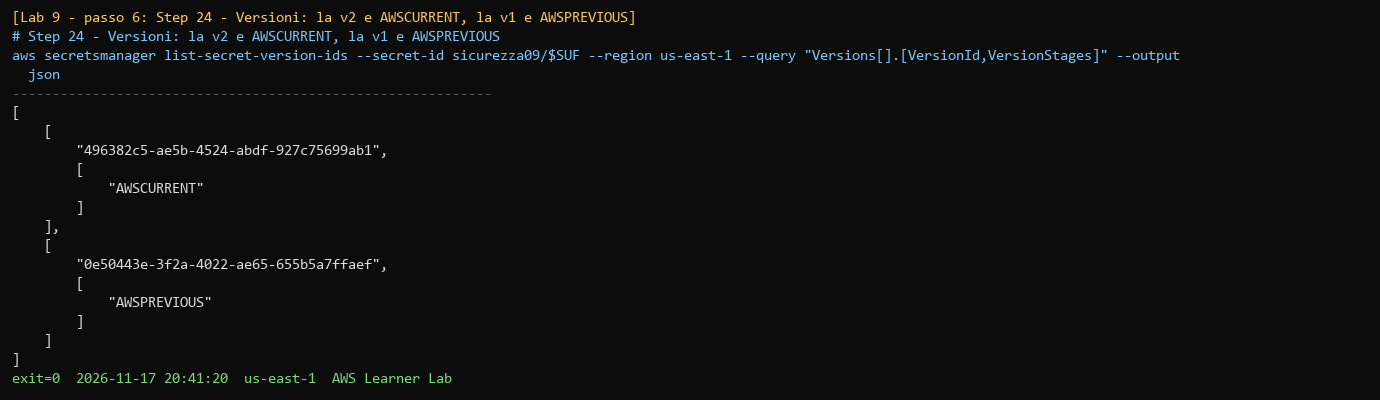 [Lab 9 - passo 6: Step 24 - Versioni: la v2 e AWSCURRENT, la v1 e AWSPREVIOUS]
# Step 24 - Versioni: la v2 e AWSCURRENT, la v1 e AWSPREVIOUS
aws secretsmanager list-secret-version-ids --secret-id sicurezza09/$SUF --region us-east-1 --query "Versions[].[VersionId,VersionStages]" --output
  json
------------------------------------------------------------
[
    [
        "496382c5-ae5b-4524-abdf-927c75699ab1",
        [
            "AWSCURRENT"
        ]
    ],
    [
        "0e50443e-3f2a-4022-ae65-655b5a7ffaef",
        [
            "AWSPREVIOUS"
        ]
    ]
]
exit=0  2026-11-17 20:41:20  us-east-1  AWS Learner Lab